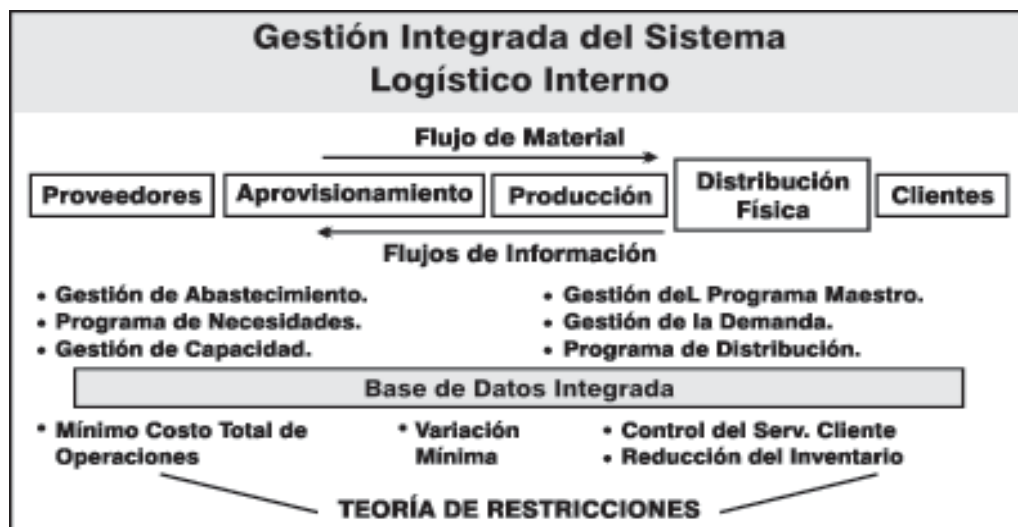 Gestión Integrada del Sistema
Logístico Interno
Flujo de Material
Proveedores
Aprovisionamiento
Producción
Distribución
Física
Clientes
Flujos de Información
• Gestión de Abastecimiento.
• Programa de Necesidades.
• Gestión de Capacidad.
• Gestión deL Programa Maestro.
• Gestión de la Demanda.
• Programa de Distribución.
Base de Datos Integrada
* Mínimo Costo Total de
Operaciones
* Variación
Mínima
• Control del Serv. Cliente
• Reducción del Inventario
TEORÍA DE RESTRICCIONES